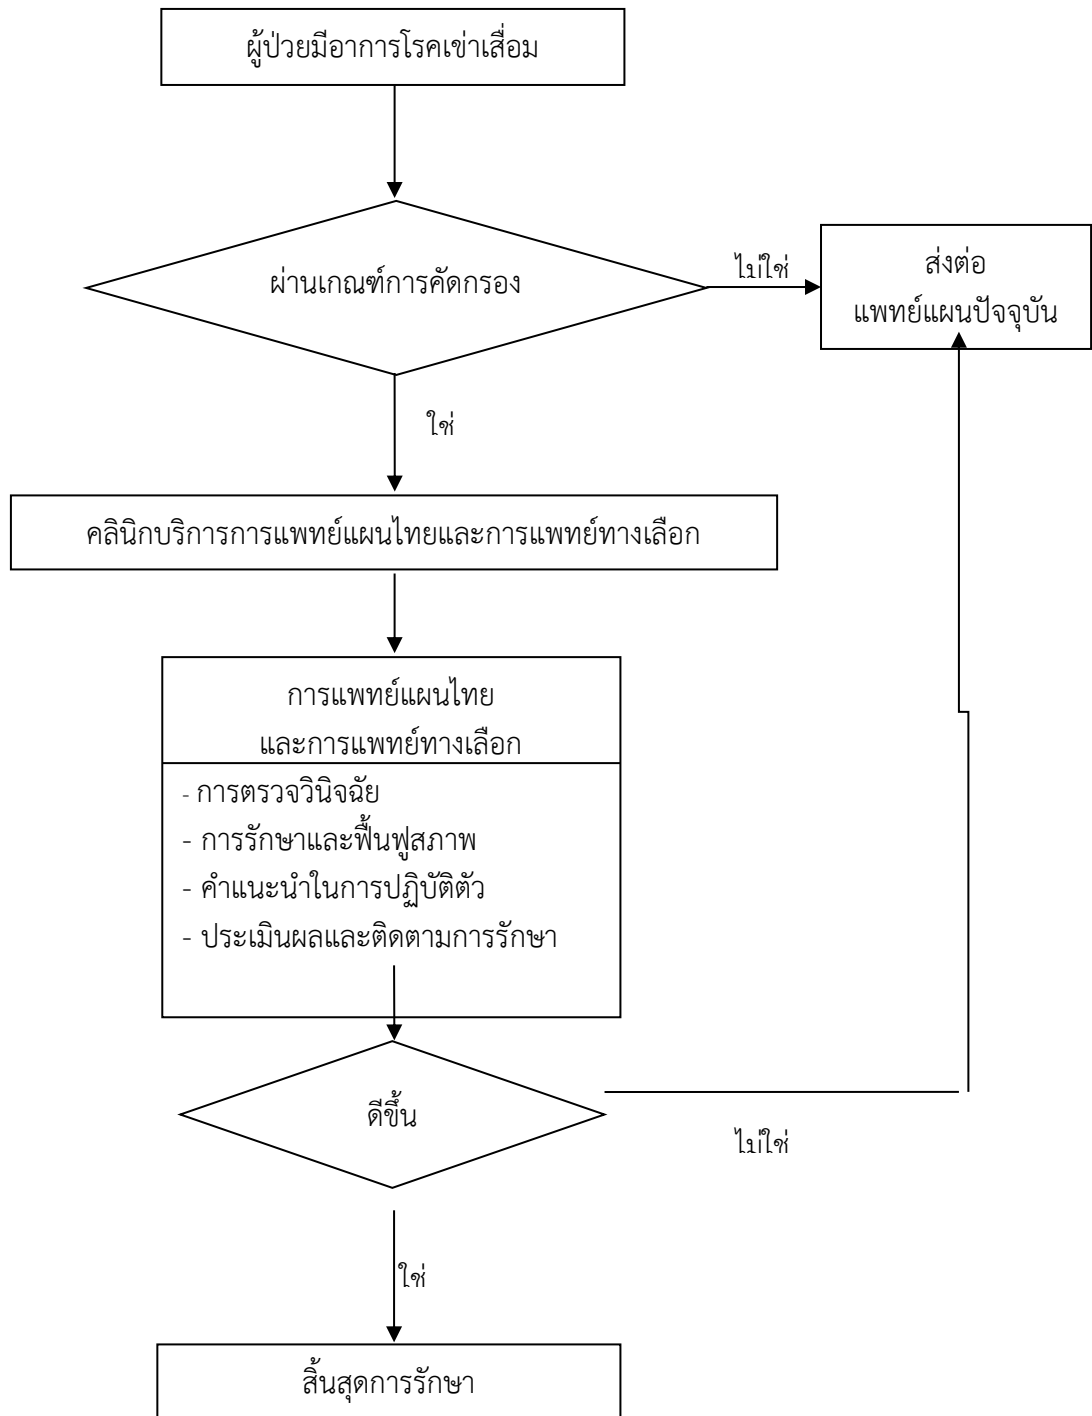 ผู้ป่วยมีอาการโรคเข่าเสื่อม
ผ่านเกณฑ์การคัดกรอง
ไม่ใช่
ส่งต่อ
แพทย์แผนปัจจุบัน
ใช่
คลินิกบริการการแพทย์แผนไทยและการแพทย์ทางเลือก
การแพทย์แผนไทย
และการแพทย์ทางเลือก
- การตรวจวินิจฉัย
- การรักษาและฟื้นฟูสภาพ
- คำแนะนำในการปฏิบัติตัว
- ประเมินผลและติดตามการรักษา
ดีขึ้น
ไม่ใช่
ใช่
สิ้นสุดการรักษา